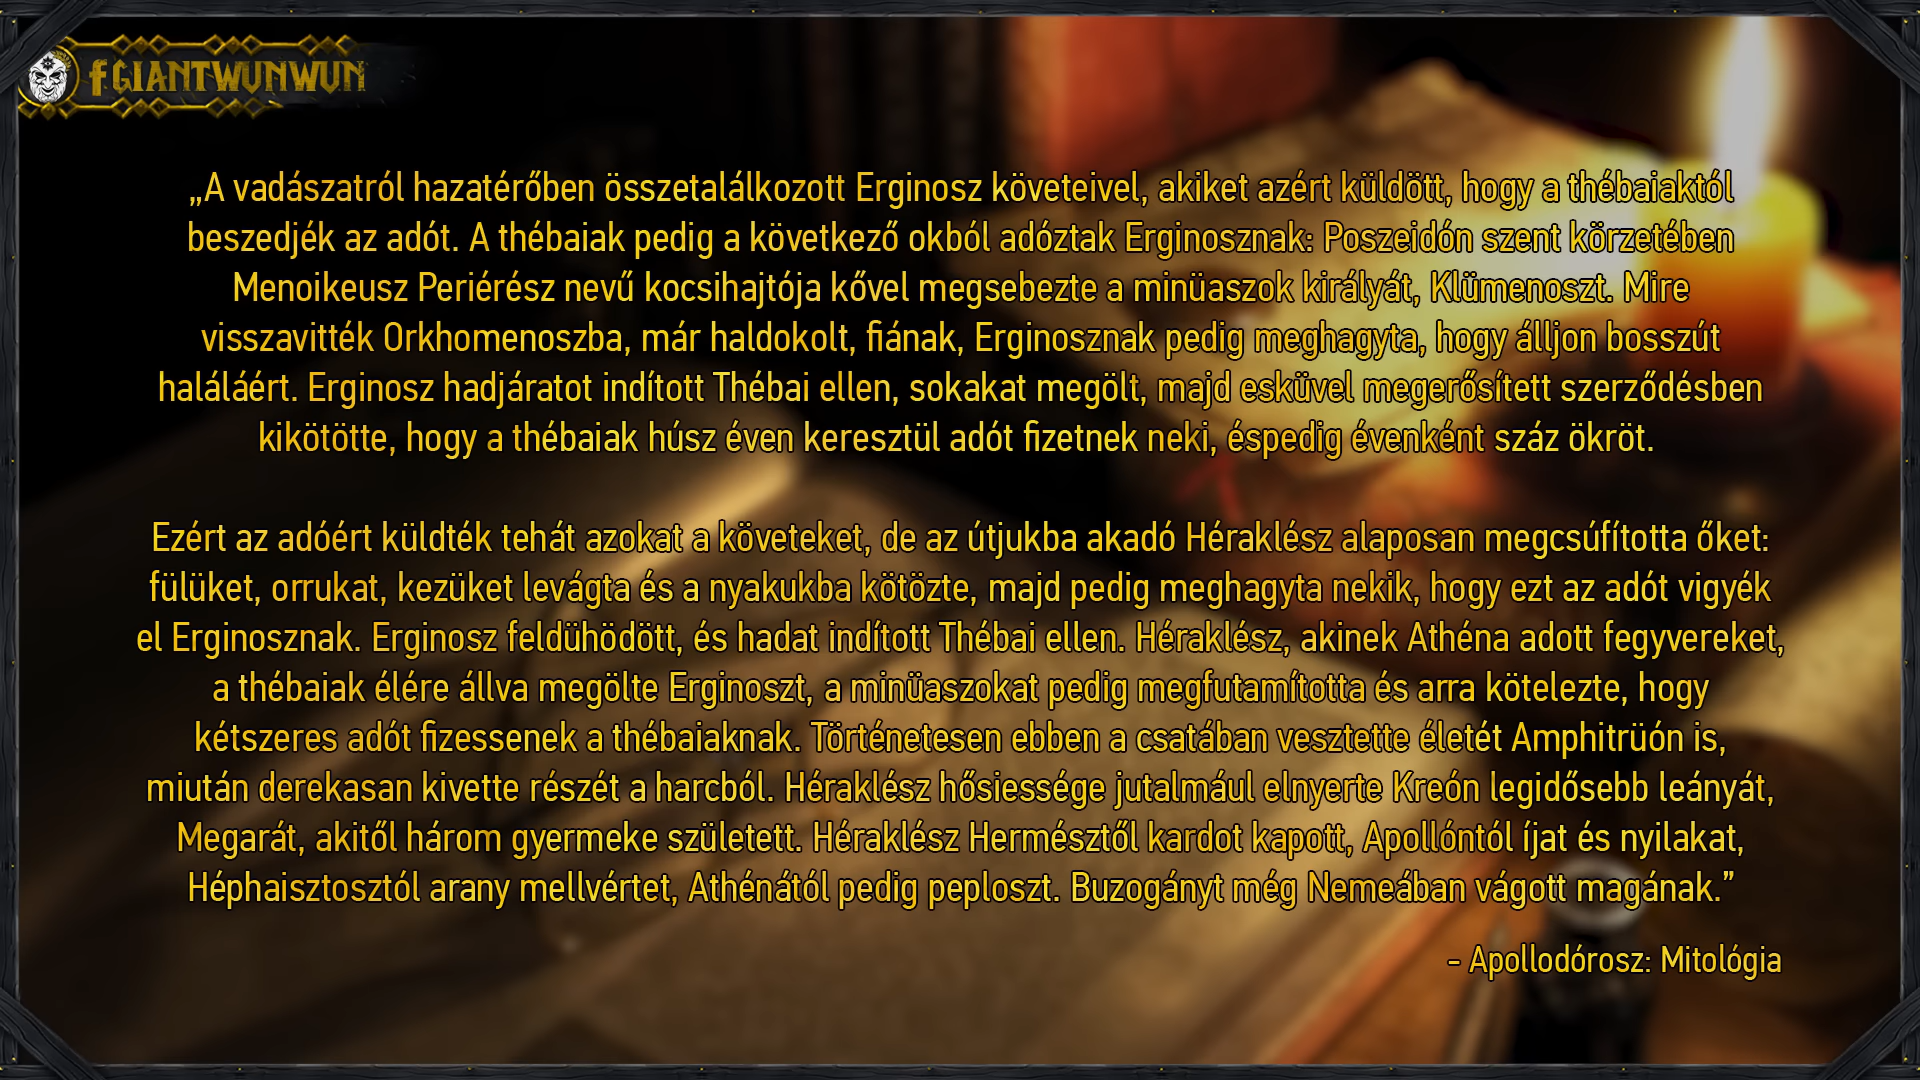 FGIANTWUNWUN
„A vadászatról hazatérőben összetalálkozott Erginosz követeivel, akiket azért küldött, hogy a thébaiaktól
beszedjék az adót. A thébaiak pedig a következő okból adóztak Erginosznak: Poszeidón szent körzetében
Menoikeusz Periérész nevű kocsihajtója kővel megsebezte a minüaszok királyát, Klümenoszt. Mire
visszavitték Orkhomenoszba, már haldokolt, fiának, Erginosznak pedig meghagyta, hogy álljon bosszút
haláláért. Erginosz hadjáratot indított Thébai ellen, sokakat megölt, majd esküvel megerősített szerződésben
kikötötte, hogy a thébaiak húsz éven keresztül adót fizetnek neki, éspedig évenként száz ökröt.
Ezért az adóért küldték tehát azokat a követeket, de az útjukba akadó Héraklész alaposan megcsúfította őket:
fülüket, orrukat, kezüket levágta és a nyakukba kötözte, majd pedig meghagyta nekik, hogy ezt az adót vigyék
el Erginosznak. Erginosz feldühödött, és hadat indított Thébai ellen. Héraklész, akinek Athéna adott fegyvereket,
a thébaiak élére állva megölte Erginoszt, a minüaszokat pedig megfutamította és arra kötelezte, hogy
kétszeres adót fizessenek a thébaiaknak. Történetesen ebben a csatában vesztette életét Amphitrüón is,
miután derekasan kivette részét a harcból. Héraklész hősiessége jutalmául elnyerte Kreón legidősebb leányát,
Megarát, akitől három gyermeke született. Héraklész Hermésztől kardot kapott, Apollóntól íjat és nyilakat,
Héphaisztosztól arany mellvértet, Athénától pedig peploszt. Buzogányt még Nemeában vágott magának.”
- Apollodórosz: Mitológia